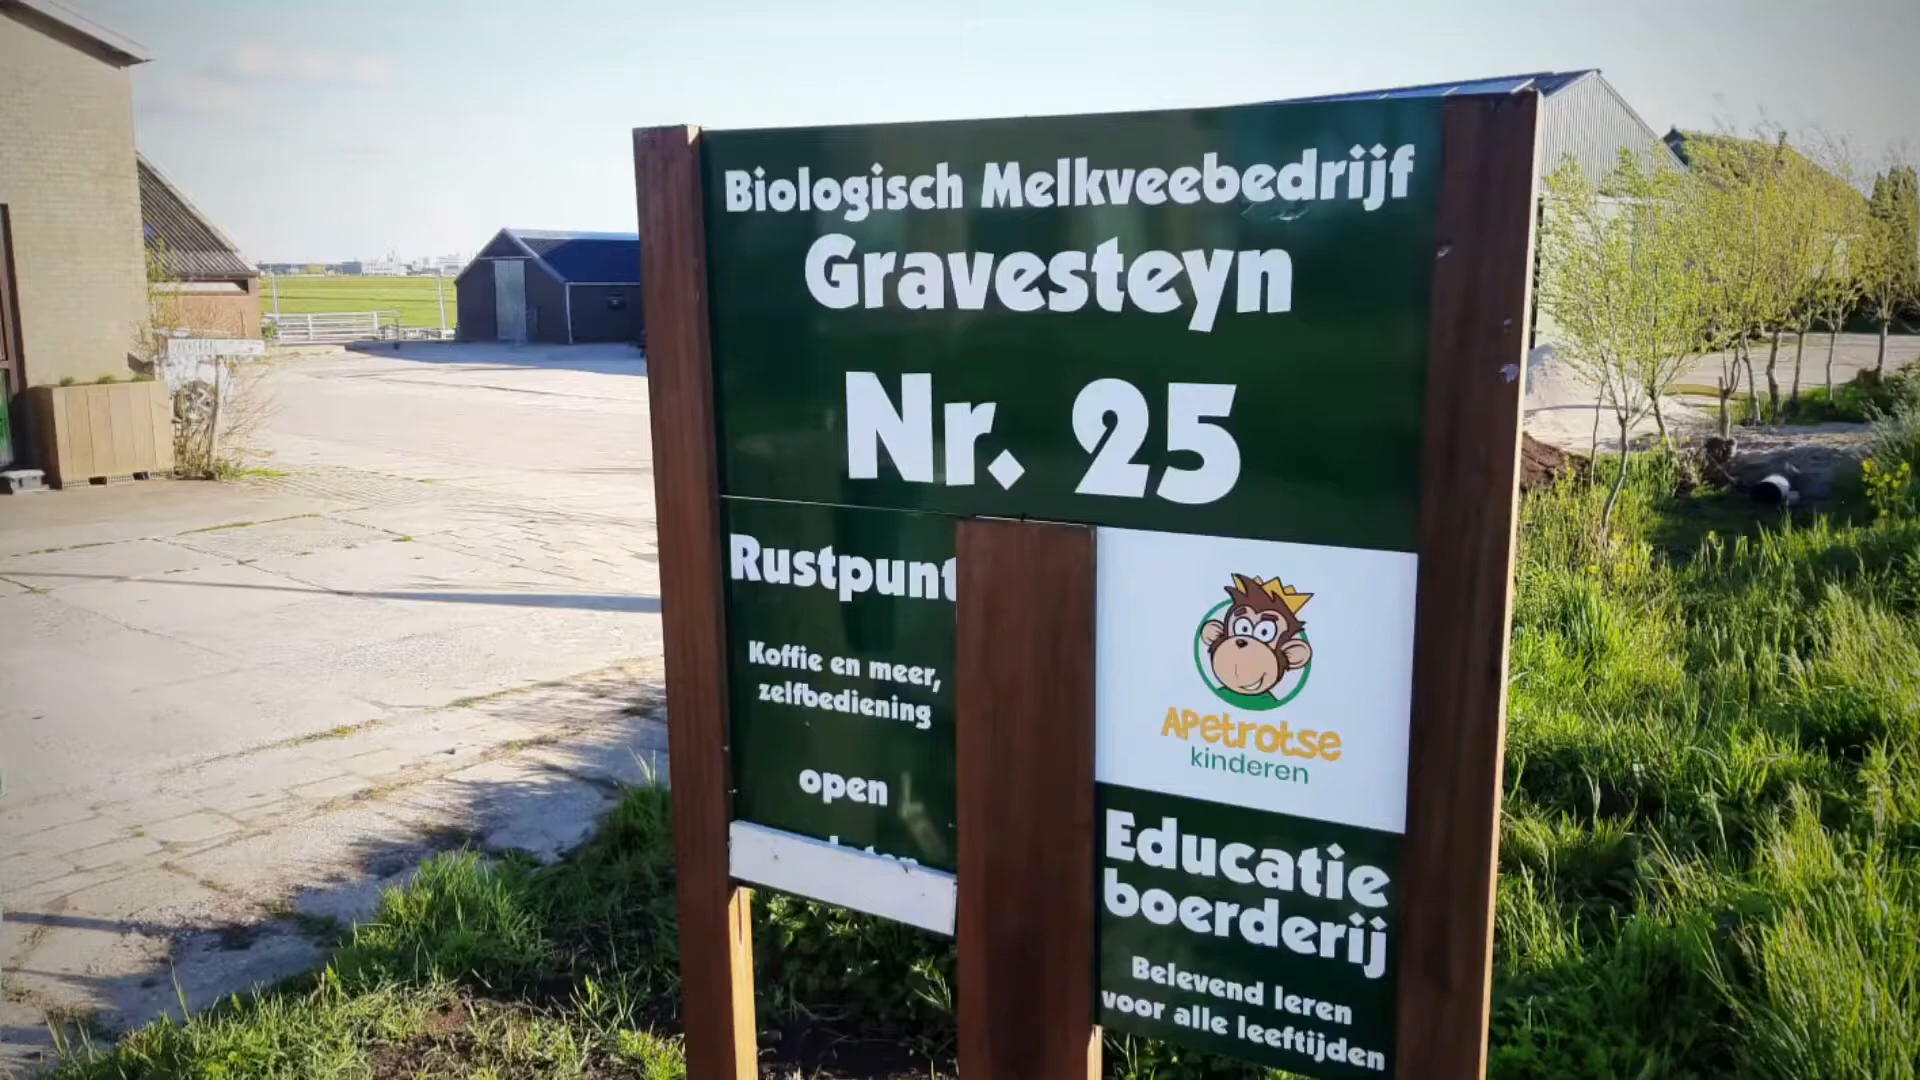 Biologisch Melkveebedrijf
Gravesteyn
Nr. 25
Rustpunt
Koffie en meer,
zelfbediening
open
APetrotse
kinderen
Educatie
boerderij
Belevend leren
voor alle leeftijden